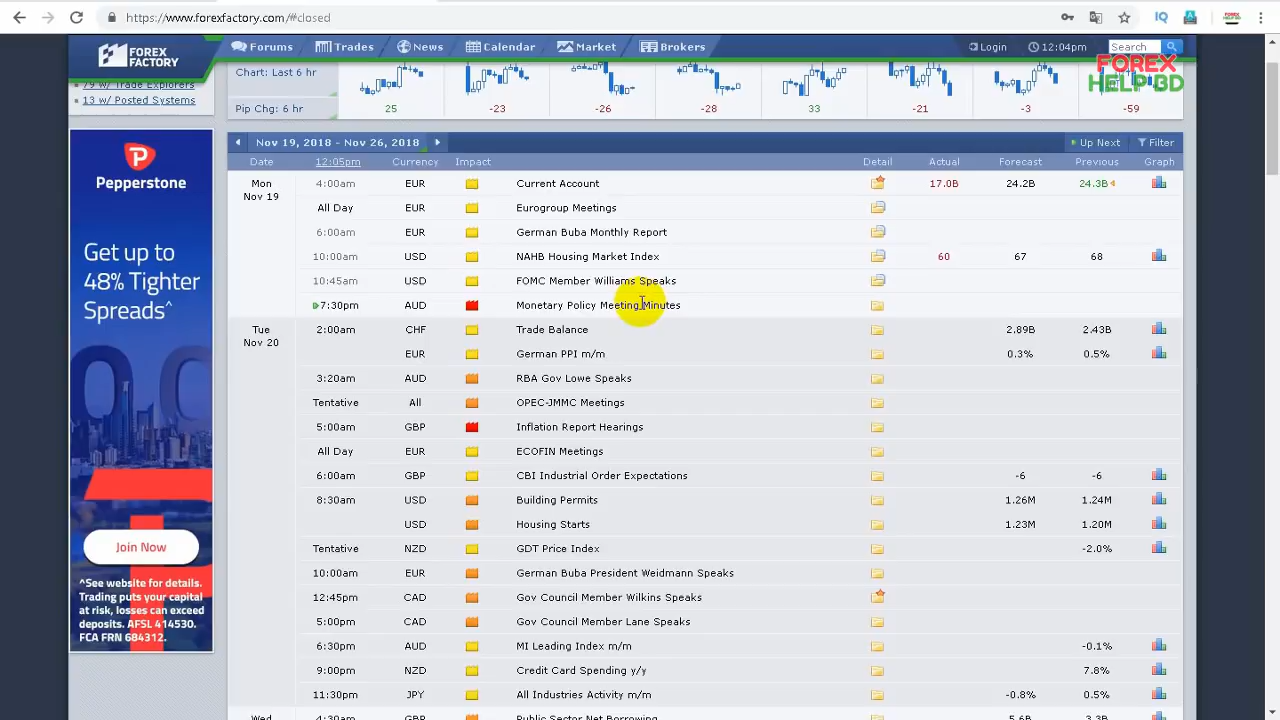 https://www.forexfactory.com/#closed
IQ
FOREX FACTORY
Forums Trades News Calendar Market Brokers Login 12:04pm Search
FOREX HELP BD
79 w/ Trade Explorers
13 w/ Posted Systems
Chart: Last 6 hr
Pip Chg: 6 hr 25 -23 -26 -28 33 -21 -3 -59
Nov 19, 2018 - Nov 26, 2018 Up Next Filter
Date 12:05pm Currency Impact Detail Actual Forecast Previous Graph
Mon Nov 19 4:00am EUR Current Account 17.0B 24.2B 24.3B
All Day EUR Eurogroup Meetings
6:00am EUR German Buba Monthly Report
10:00am USD NAHB Housing Market Index 60 67 68
10:45am USD FOMC Member Williams Speaks
7:30pm AUD Monetary Policy Meeting Minutes
Tue Nov 20 2:00am CHF Trade Balance 2.89B 2.43B
EUR German PPI m/m 0.3% 0.5%
3:20am AUD RBA Gov Lowe Speaks
Tentative All OPEC-JMMC Meetings
5:00am GBP Inflation Report Hearings
All Day EUR ECOFIN Meetings
6:00am GBP CBI Industrial Order Expectations -6 -6
8:30am USD Building Permits 1.26M 1.24M
USD Housing Starts 1.23M 1.20M
Tentative NZD GDT Price Index -2.0%
10:00am EUR German Buba President Weidmann Speaks
12:45pm CAD Gov Council Member Wilkins Speaks
5:00pm CAD Gov Council Member Lane Speaks
6:30pm AUD MI Leading Index m/m -0.1%
9:00pm NZD Credit Card Spending y/y 7.8%
11:30pm JPY All Industries Activity m/m -0.8% 0.5%
Wed 4:30am GBP Public Sector Net Borrowing
Pepperstone
Get up to
48% Tighter
Spreads^
Join Now
^See website for details.
Trading puts your capital
at risk, losses can exceed
deposits. AFSL 414530.
FCA FRN 684312.